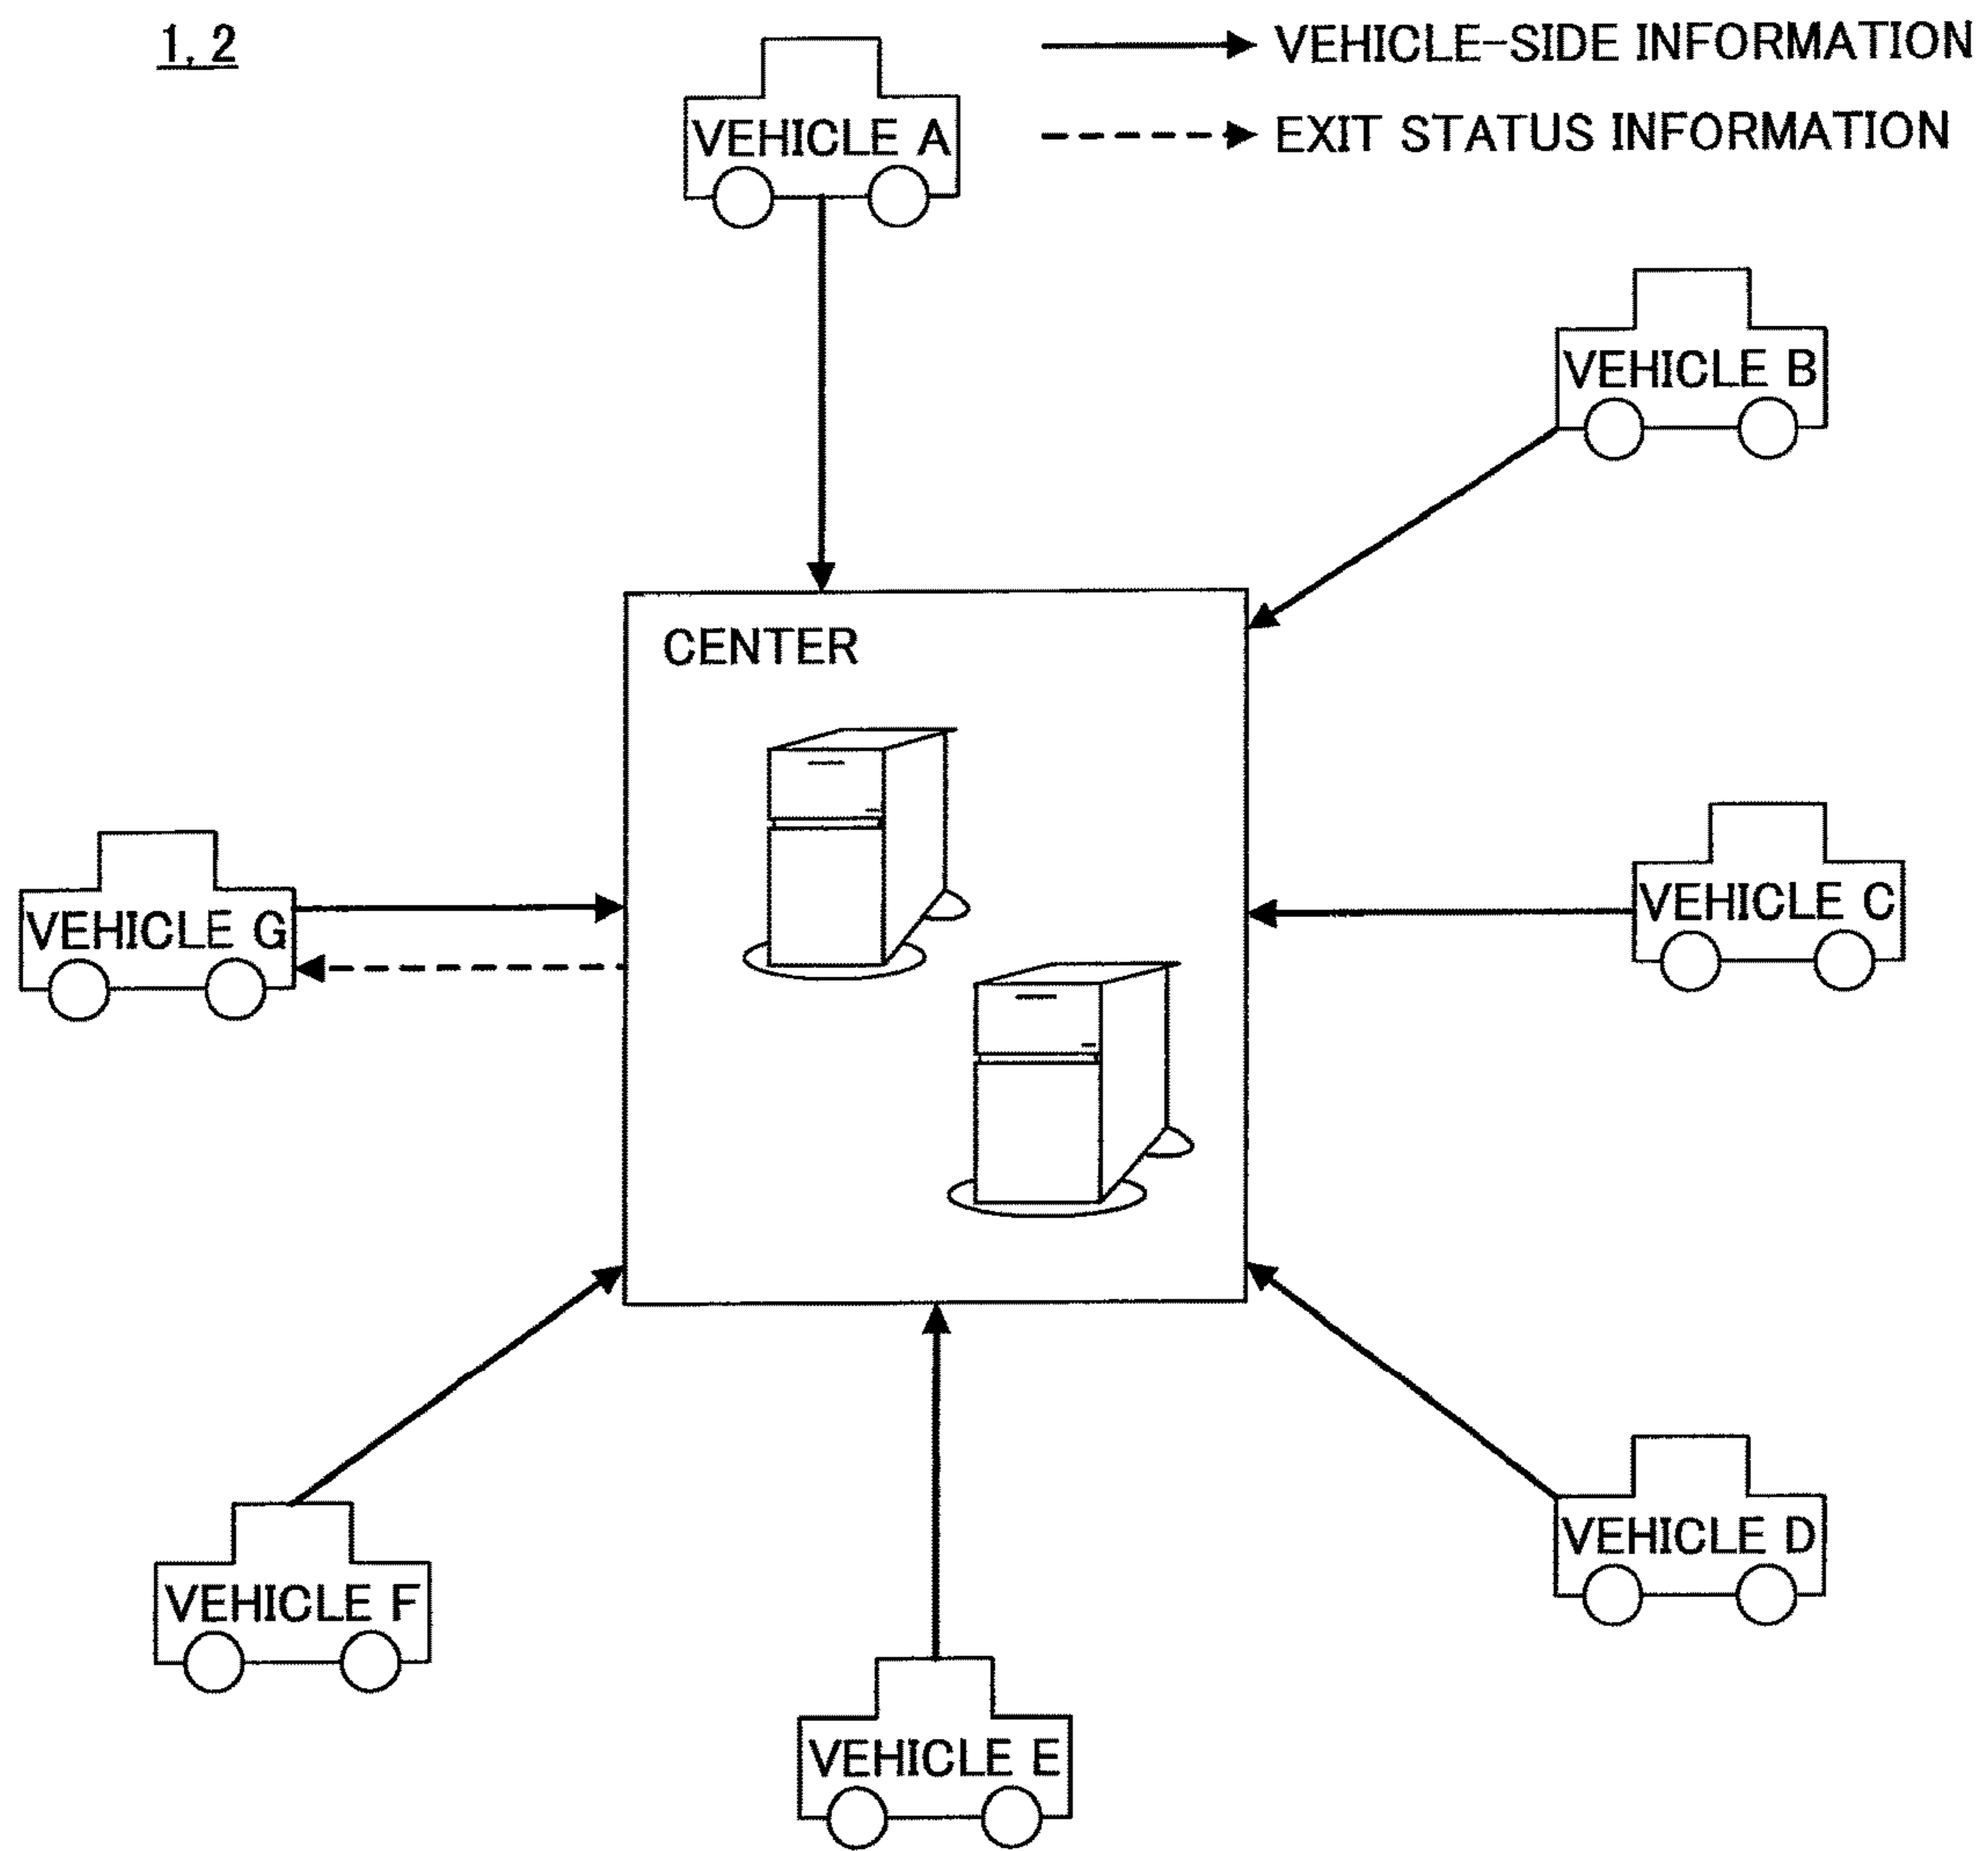 1, 2
VEHICLE-SIDE INFORMATION
EXIT STATUS INFORMATION
VEHICLE A
VEHICLE B
CENTER
VEHICLE G
VEHICLE C
VEHICLE D
VEHICLE F
VEHICLE E